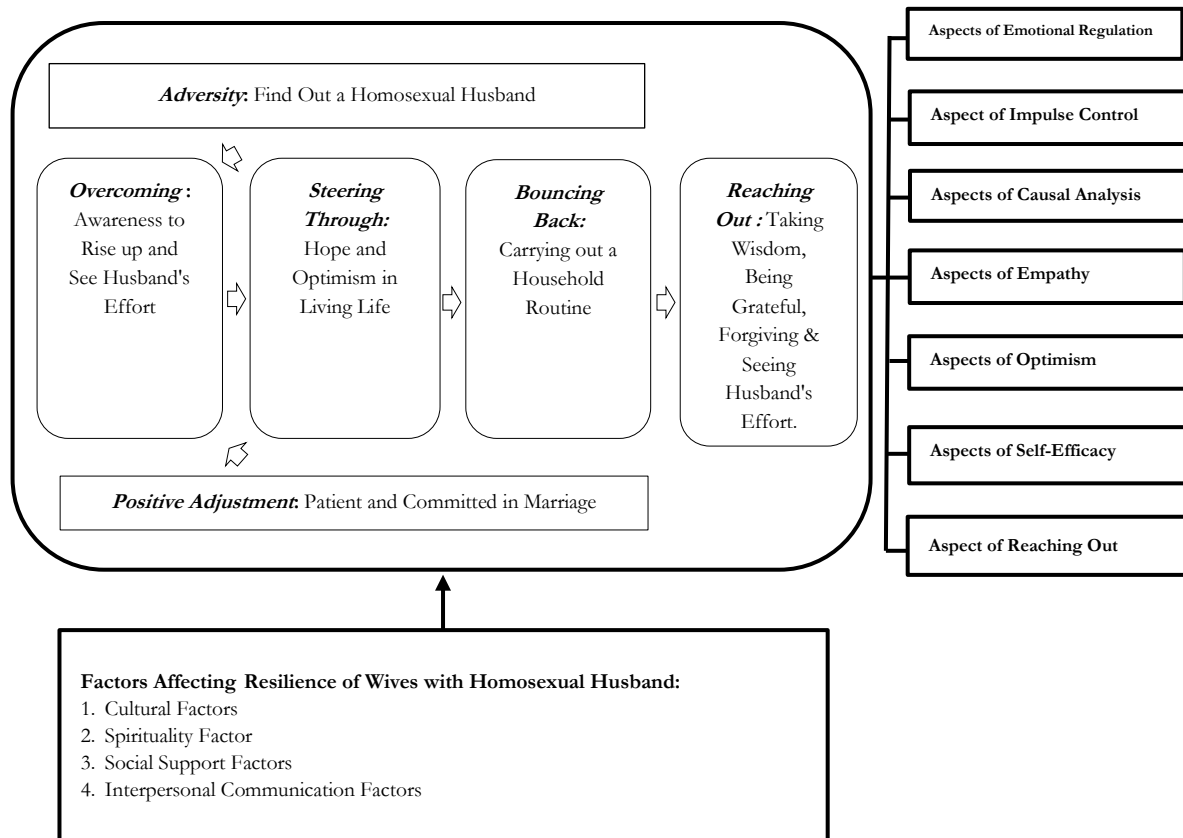 Adversity: Find Out a Homosexual Husband
Overcoming :
Awareness to
Rise up and
See Husband's
Effort
Steering
Through:
Hope and
Optimism in
Living Life
Bouncing
Back:
Carrying out a
Household
Routine
Reaching
Out : Taking
Wisdom,
Being
Grateful,
Forgiving &
Seeing
Husband's
Effort.
Positive Adjustment: Patient and Committed in Marriage
Aspects of Emotional Regulation
Aspect of Impulse Control
Aspects of Causal Analysis
Aspects of Empathy
Aspects of Optimism
Aspects of Self-Efficacy
Aspect of Reaching Out
Factors Affecting Resilience of Wives with Homosexual Husband:
1. Cultural Factors
2. Spirituality Factor
3. Social Support Factors
4. Interpersonal Communication Factors